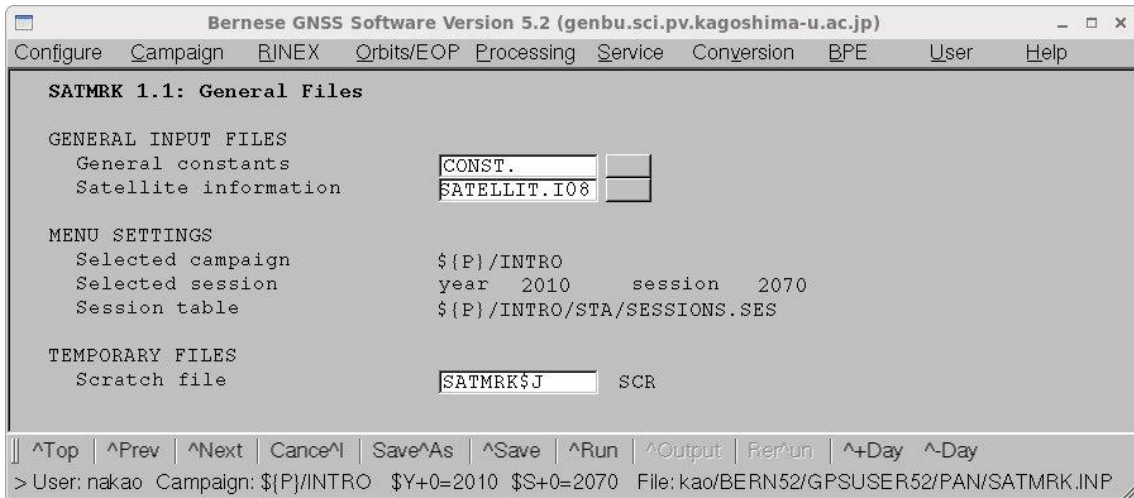 Bernese GNSS Software Version 5.2 (genbu.sci.pv.kagoshima-u.ac.jp)
Configure Campaign RINEX Orbits/EOP Processing Service Conversion BPE User Help
SATMRK 1.1: General Files
GENERAL INPUT FILES
General constants CONST.
Satellite information SATELLIT.I08
MENU SETTINGS
Selected campaign ${P}/INTRO
Selected session year 2010 session 2070
Session table ${P}/INTRO/STA/SESSIONS.SES
TEMPORARY FILES
Scratch file SATMRK$J SCR
^Top | ^Prev | ^Next | Cance^l | Save^As | ^Save | ^Run | ^Output | Rer^un | ^+Day ^-Day
> User: nakao Campaign: ${P}/INTRO $Y+0=2010 $S+0=2070 File: kao/BERN52/GPSUSER52/PAN/SATMRK.INP